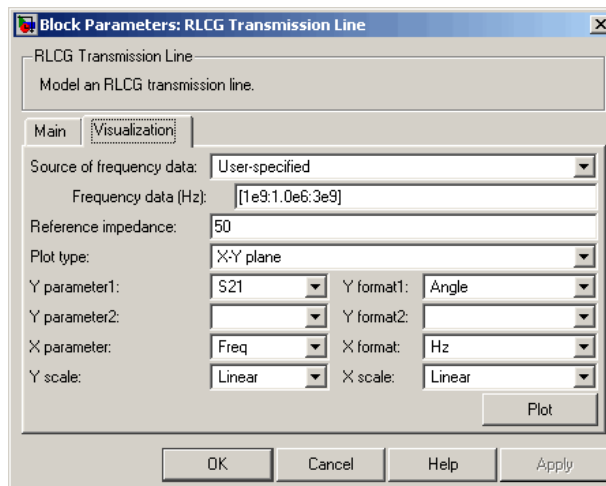 Block Parameters: RLCG Transmission Line
RLCG Transmission Line
Model an RLCG transmission line.
Main Visualization
Source of frequency data: User-specified
Frequency data (Hz): [1e9:1.0e6:3e9]
Reference impedance: 50
Plot type: X-Y plane
Y parameter1: S21 Y format1: Angle
Y parameter2: Y format2:
X parameter: Freq X format: Hz
Y scale: Linear X scale: Linear
Plot
OK Cancel Help Apply